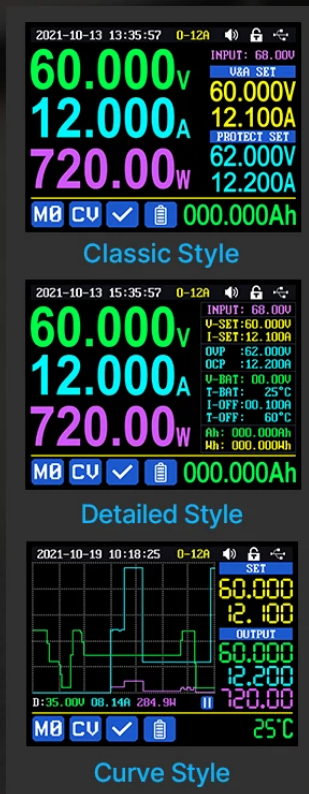 2021-10-13 13:35:57 0-12A
60.000V
INPUT: 68.00V
V&A SET
60.000V
12.100A
12.000A
PROTECT SET
62.000V
12.200A
720.00W
M0 CV 000.000Ah
Classic Style
2021-10-13 15:35:57 0-12A
60.000V
12.000A
720.00W
INPUT: 68.00V
V-SET:60.000V
I-SET:12.100A
OVP :62.000V
OCP :12.200A
V-BAT: 00.00V
T-BAT: 25°C
I-OFF:00.100A
T-OFF: 60°C
Ah: 000.000Ah
Wh: 000.000Wh
M0 CV 000.000Ah
Detailed Style
2021-10-19 10:18:25 0-12A
SET
60.000
12.100
OUTPUT
60.000
12.200
720.00
D:35.00V 08.14A 284.9W
M0 CV 25°C
Curve Style